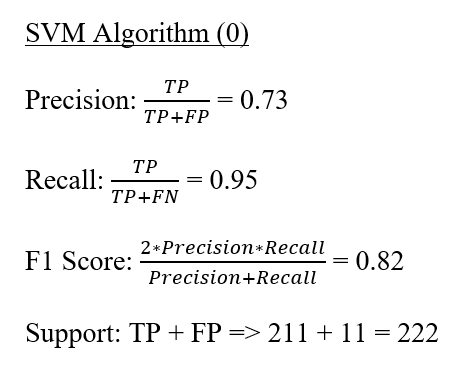 SVM Algorithm (0)
Precision: TP/TP+FP = 0.73
Recall: TP/TP+FN = 0.95
F1 Score: 2*Precision*Recall/Precision+Recall = 0.82
Support: TP + FP => 211 + 11 = 222